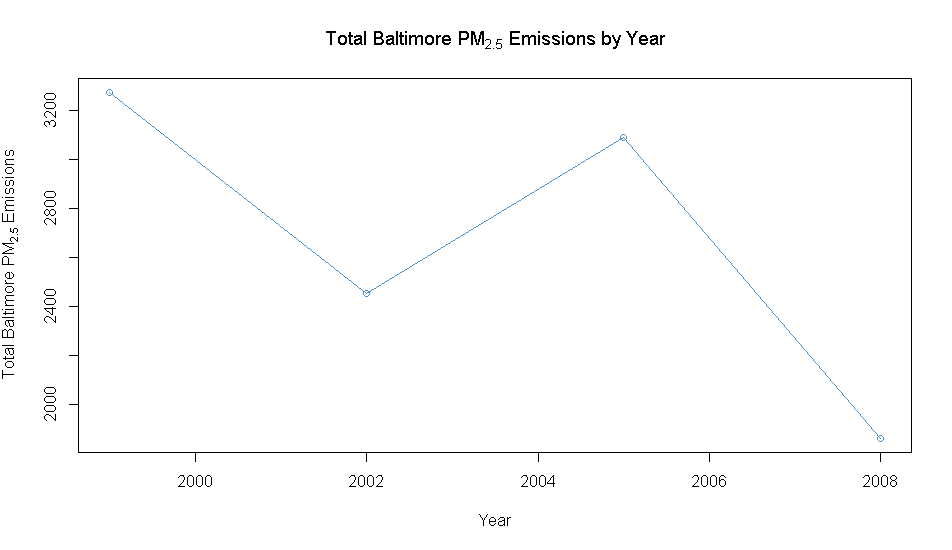 Total Baltimore PM2.5 Emissions by Year
Total Baltimore PM2.5 Emissions
3200
2800
2400
2000
2000 2002 2004 2006 2008
Year